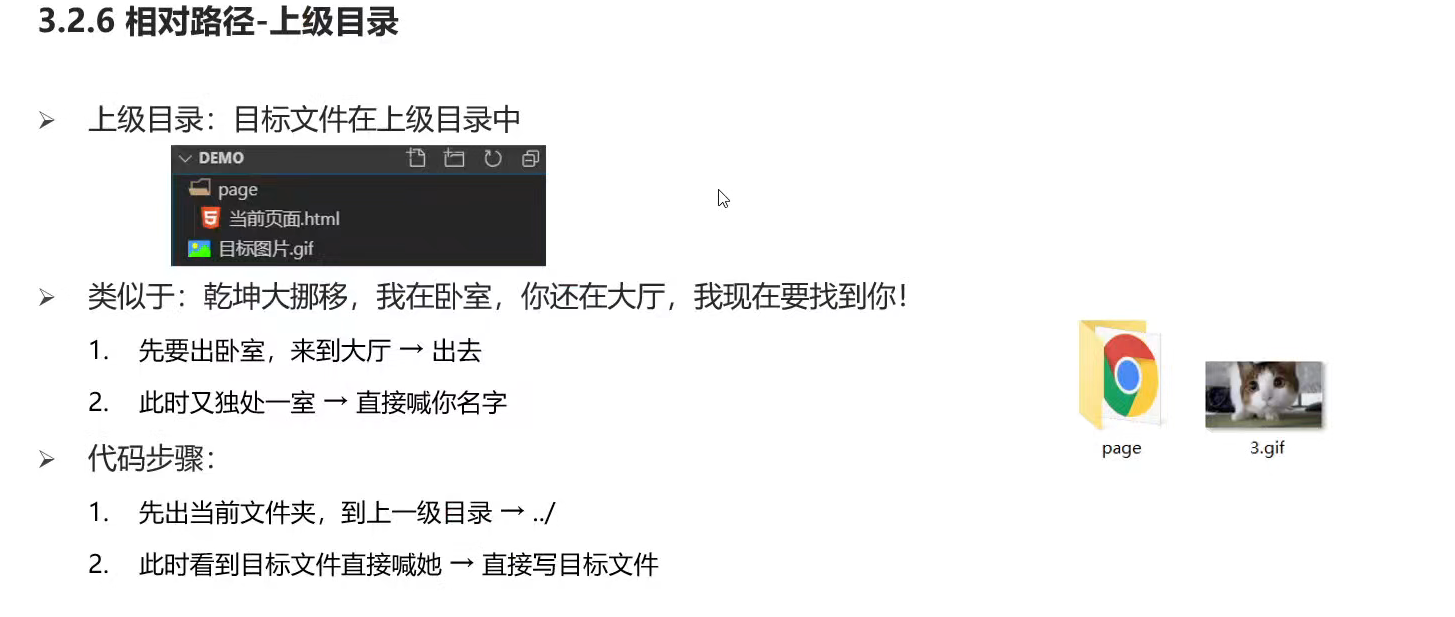 3.2.6 相对路径-上级目录
上级目录：目标文件在上级目录中
DEMO
page
当前页面.html
目标图片.gif
类似于：乾坤大挪移，我在卧室，你还在大厅，我现在要找到你！
1. 先要出卧室，来到大厅 → 出去
2. 此时又独处一室 → 直接喊你名字
page
3.gif
代码步骤：
1. 先出当前文件夹，到上一级目录 → ../
2. 此时看到目标文件直接喊她 → 直接写目标文件